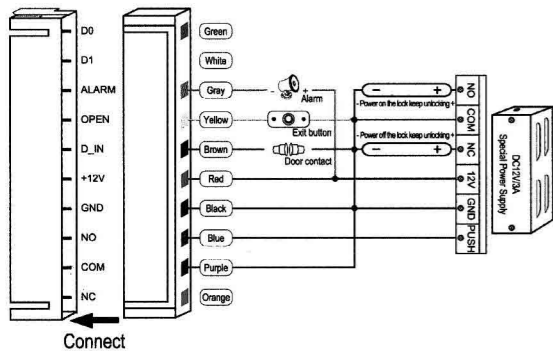 D0
D1
ALARM
OPEN
D_IN
+12V
GND
NO
COM
NC
Green
White
Gray
Yellow
Brown
Red
Black
Blue
Purple
Orange
- +
Alarm
Exit button
Door contact
- +
- Power on the lock keep unlocking +
- Power off the lock keep unlocking +
- +
NO
COM
NC
12V
GND
PUSH
DC12V/3A
Special Power Supply
Connect